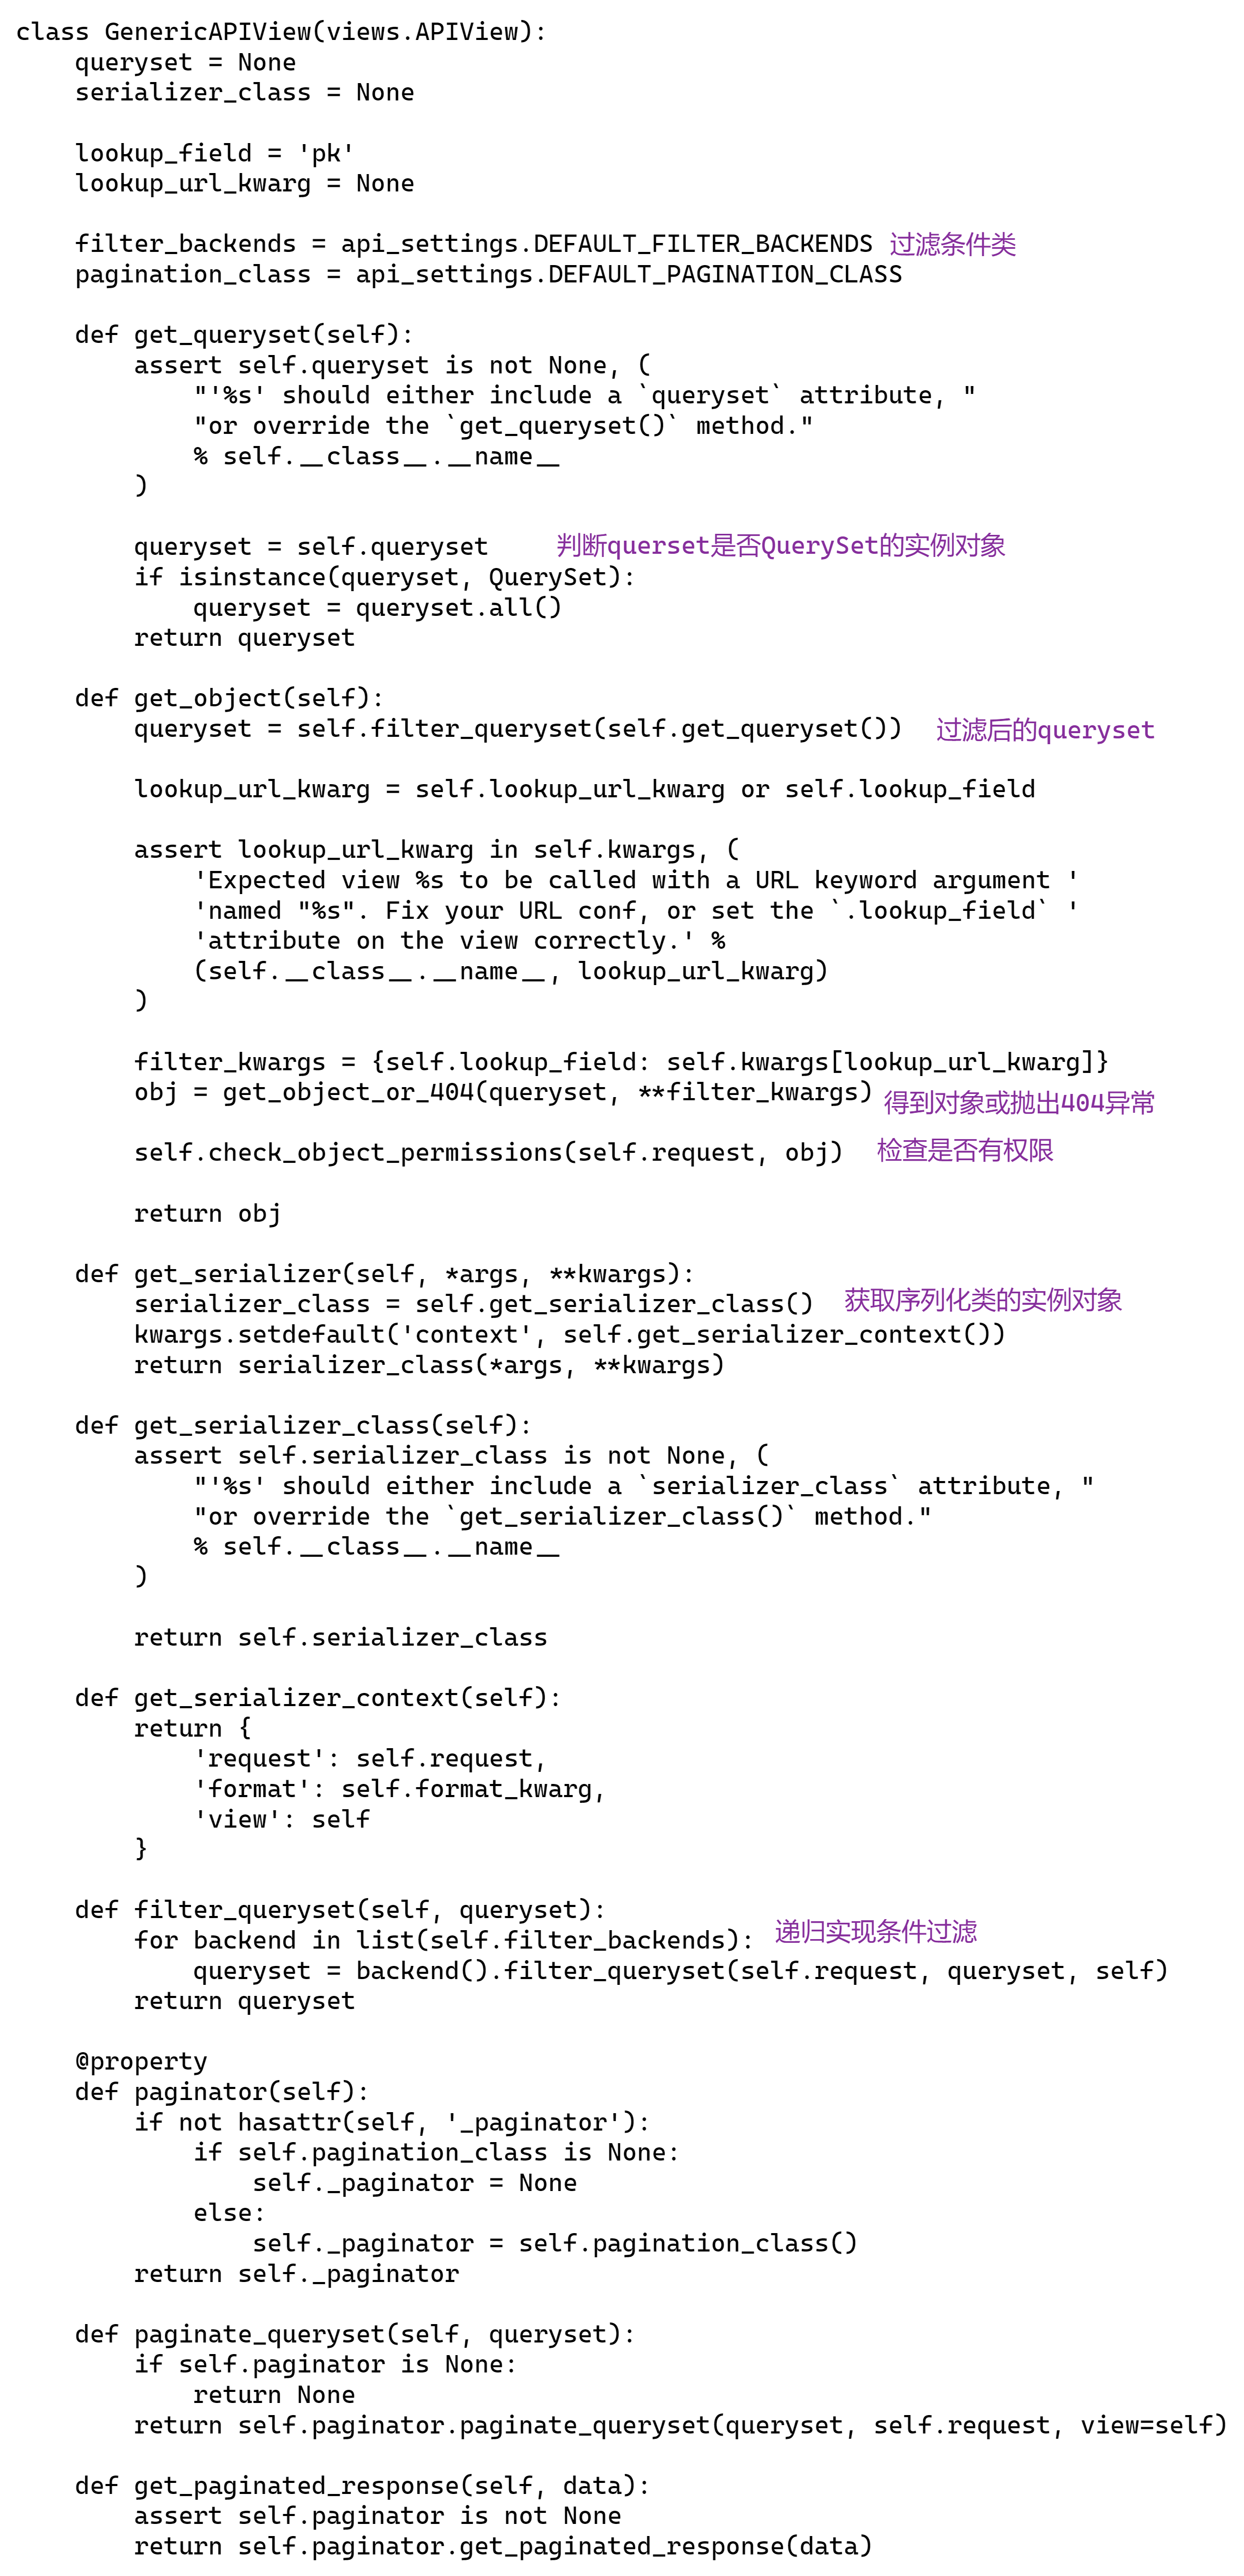 class GenericAPIView(views.APIView):
    queryset = None
    serializer_class = None

    lookup_field = 'pk'
    lookup_url_kwarg = None

    filter_backends = api_settings.DEFAULT_FILTER_BACKENDS 过滤条件类
    pagination_class = api_settings.DEFAULT_PAGINATION_CLASS

    def get_queryset(self):
        assert self.queryset is not None, (
            "'%s' should either include a `queryset` attribute, "
            "or override the `get_queryset()` method."
            % self.__class__.__name__
        )

        queryset = self.queryset 判断querset是否QuerySet的实例对象
        if isinstance(queryset, QuerySet):
            queryset = queryset.all()
        return queryset

    def get_object(self):
        queryset = self.filter_queryset(self.get_queryset()) 过滤后的queryset

        lookup_url_kwarg = self.lookup_url_kwarg or self.lookup_field

        assert lookup_url_kwarg in self.kwargs, (
            'Expected view %s to be called with a URL keyword argument '
            'named "%s". Fix your URL conf, or set the `.lookup_field` '
            'attribute on the view correctly.' %
            (self.__class__.__name__, lookup_url_kwarg)
        )

        filter_kwargs = {self.lookup_field: self.kwargs[lookup_url_kwarg]}
        obj = get_object_or_404(queryset, **filter_kwargs) 得到对象或抛出404异常

        self.check_object_permissions(self.request, obj) 检查是否有权限

        return obj

    def get_serializer(self, *args, **kwargs):
        serializer_class = self.get_serializer_class() 获取序列化类的实例对象
        kwargs.setdefault('context', self.get_serializer_context())
        return serializer_class(*args, **kwargs)

    def get_serializer_class(self):
        assert self.serializer_class is not None, (
            "'%s' should either include a `serializer_class` attribute, "
            "or override the `get_serializer_class()` method."
            % self.__class__.__name__
        )

        return self.serializer_class

    def get_serializer_context(self):
        return {
            'request': self.request,
            'format': self.format_kwarg,
            'view': self
        }

    def filter_queryset(self, queryset):
        for backend in list(self.filter_backends): 递归实现条件过滤
            queryset = backend().filter_queryset(self.request, queryset, self)
        return queryset

    @property
    def paginator(self):
        if not hasattr(self, '_paginator'):
            if self.pagination_class is None:
                self._paginator = None
            else:
                self._paginator = self.pagination_class()
        return self._paginator

    def paginate_queryset(self, queryset):
        if self.paginator is None:
            return None
        return self.paginator.paginate_queryset(queryset, self.request, view=self)

    def get_paginated_response(self, data):
        assert self.paginator is not None
        return self.paginator.get_paginated_response(data)